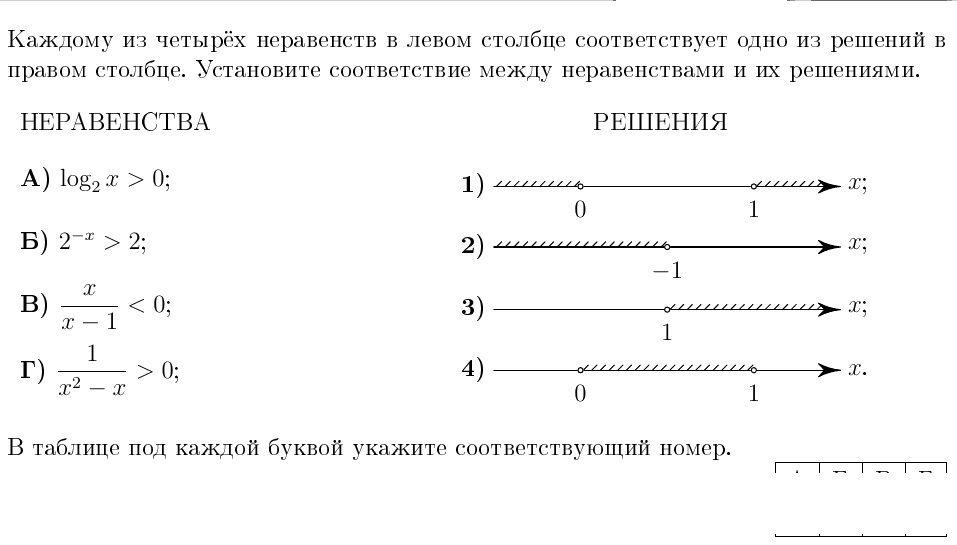 Каждому из четырёх неравенств в левом столбце соответствует одно из решений в
правом столбце. Установите соответствие между неравенствами и их решениями.
НЕРАВЕНСТВА РЕШЕНИЯ
А) log₂ x > 0;
Б) 2⁻ˣ > 2;
В) x/(x − 1) < 0;
Г) 1/(x² − x) > 0;
1) x;
0 1
2) x;
−1
3) x;
1
4) x.
0 1
В таблице под каждой буквой укажите соответствующий номер.